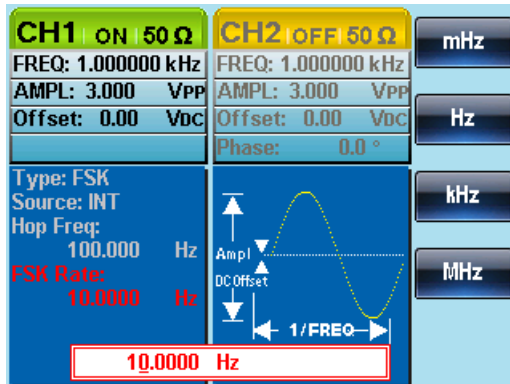 CH1 ON 50 Ω
FREQ: 1.000000 kHz
AMPL: 3.000 VPP
Offset: 0.00 VDC
CH2 OFF 50 Ω
FREQ: 1.000000 kHz
AMPL: 3.000 VPP
Offset: 0.00 VDC
Phase: 0.0 °
mHz
Hz
kHz
MHz
Type: FSK
Source: INT
Hop Freq:
100.000 Hz
FSK Rate:
10.0000 Hz
Ampl
DC Offset
1/FREQ
10.0000 Hz